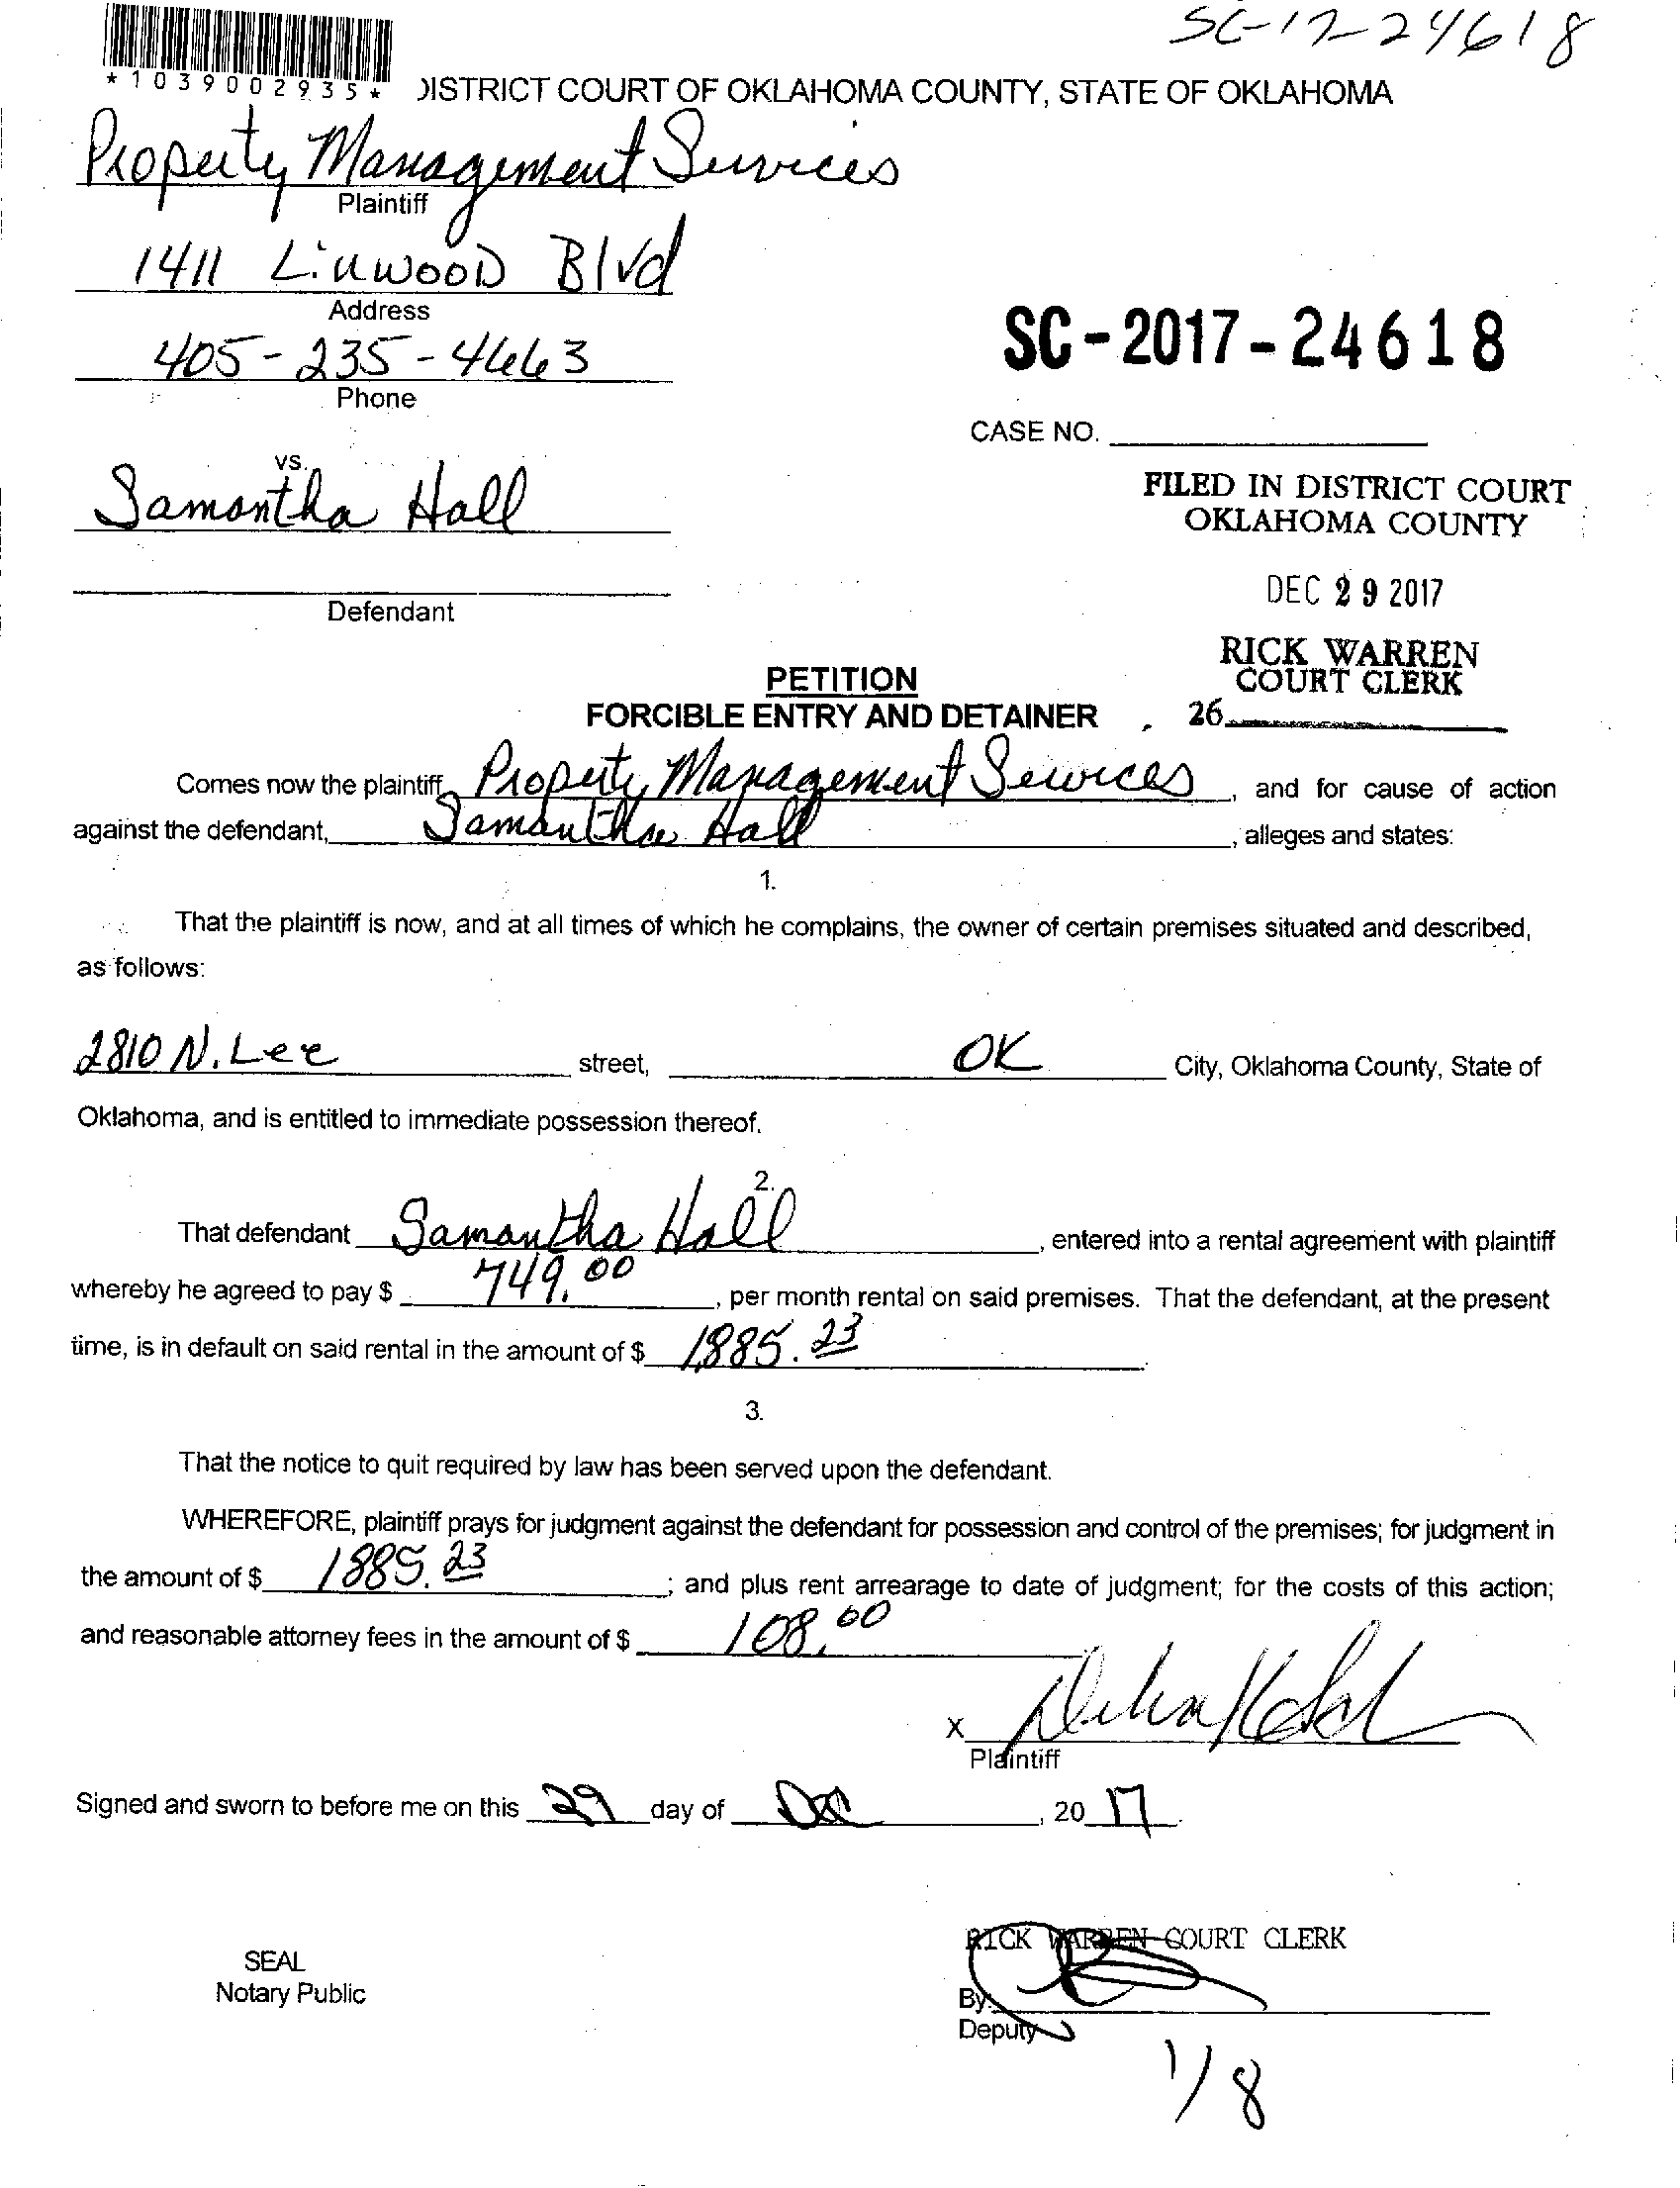 SC-17-24618
*1039002935*
DISTRICT COURT OF OKLAHOMA COUNTY, STATE OF OKLAHOMA
Property Management Services
Plaintiff
1411 Linwood Blvd
Address
405-235-4663
Phone
SC-2017-24618
CASE NO.
vs.
Samantha Hall
Defendant
FILED IN DISTRICT COURT
OKLAHOMA COUNTY
DEC 29 2017
RICK WARREN
COURT CLERK
26
PETITION
FORCIBLE ENTRY AND DETAINER
Comes now the plaintiff, Property Management Services, and for cause of action
against the defendant, Samantha Hall, alleges and states:
1.
That the plaintiff is now, and at all times of which he complains, the owner of certain premises situated and described,
as follows:
2810 N. Lee street, OK City, Oklahoma County, State of
Oklahoma, and is entitled to immediate possession thereof.
2.
That defendant Samantha Hall, entered into a rental agreement with plaintiff
whereby he agreed to pay $ 749.00, per month rental on said premises. That the defendant, at the present
time, is in default on said rental in the amount of $ 1,885.23.
3.
That the notice to quit required by law has been served upon the defendant.
WHEREFORE, plaintiff prays for judgment against the defendant for possession and control of the premises; for judgment in
the amount of $ 1885.23; and plus rent arrearage to date of judgment; for the costs of this action;
and reasonable attorney fees in the amount of $ 108.00
X
Plaintiff
Signed and sworn to before me on this 29 day of Dec, 2017.
SEAL
Notary Public
RICK WARREN COURT CLERK
By:
Deputy
1/8